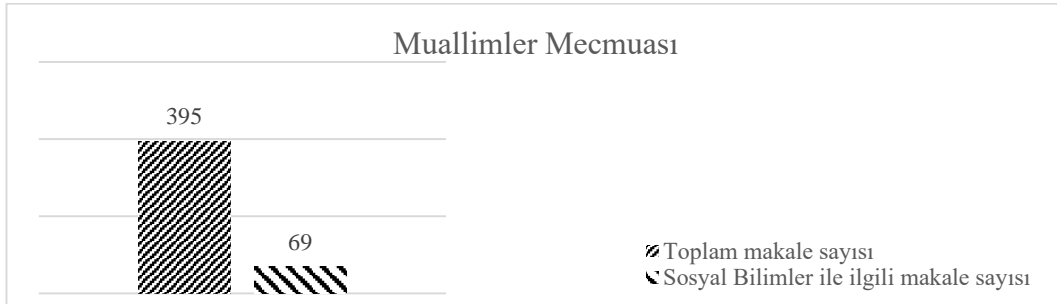 Muallimler Mecmuası
395
69
Toplam makale sayısı
Sosyal Bilimler ile ilgili makale sayısı